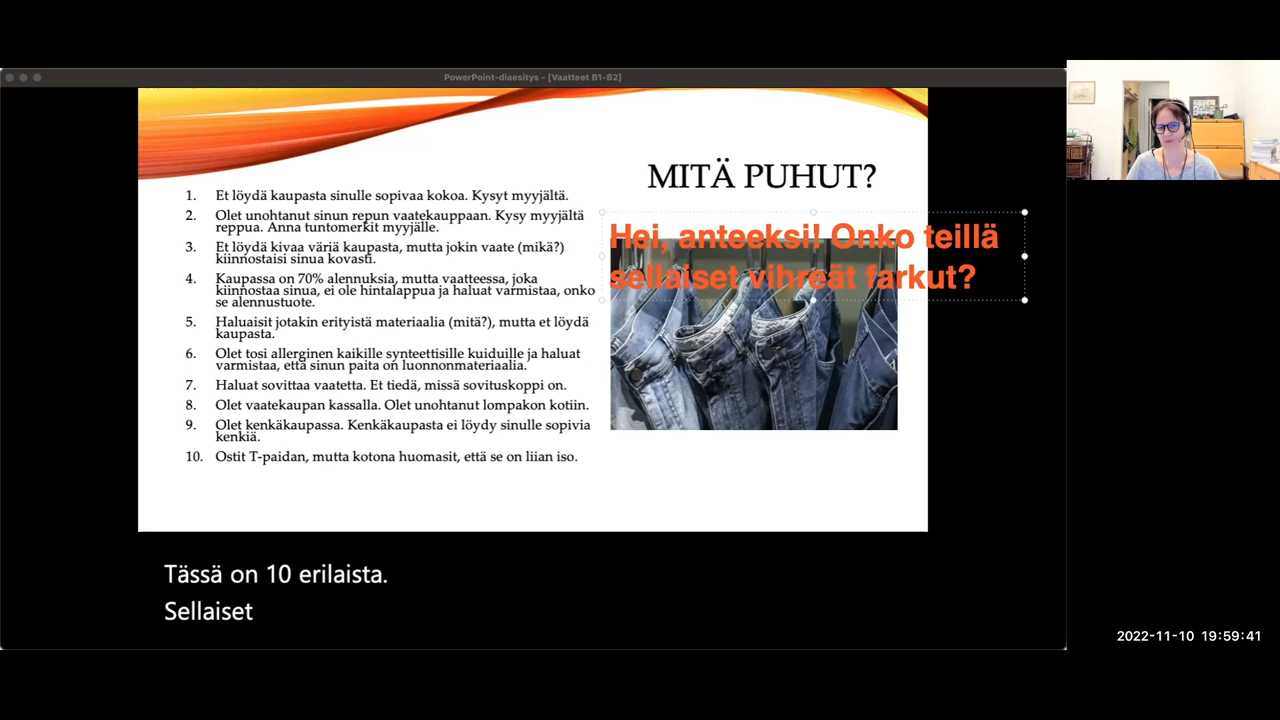 PowerPoint-diaesitys - [Vaatteet B1-B2]
MITÄ PUHUT?
1. Et löydä kaupasta sinulle sopivaa kokoa. Kysyt myyjältä.
2. Olet unohtanut sinun repun vaatekauppaan. Kysy myyjältä
reppua. Anna tuntomerkit myyjälle.
3. Et löydä kivaa väriä kaupasta, mutta jokin vaate (mikä?)
kiinnostaisi sinua kovasti.
4. Kaupassa on 70% alennuksia, mutta vaatteessa, joka
kiinnostaa sinua, ei ole hintalappua ja haluat varmistaa, onko
se alennustuote.
5. Haluaisit jotakin erityistä materiaalia (mitä?), mutta et löydä
kaupasta.
6. Olet tosi allerginen kaikille synteettisille kuiduille ja haluat
varmistaa, että sinun paita on luonnonmateriaalia.
7. Haluat sovittaa vaatetta. Et tiedä, missä sovituskoppi on.
8. Olet vaatekaupan kassalla. Olet unohtanut lompakon kotiin.
9. Olet kenkäkaupassa. Kenkäkaupasta ei löydy sinulle sopivia
kenkiä.
10. Ostit T-paidan, mutta kotona huomasit, että se on liian iso.
Hei, anteeksi! Onko teillä
sellaiset vihreät farkut?
Tässä on 10 erilaista.
Sellaiset
2022-11-10 19:59:41